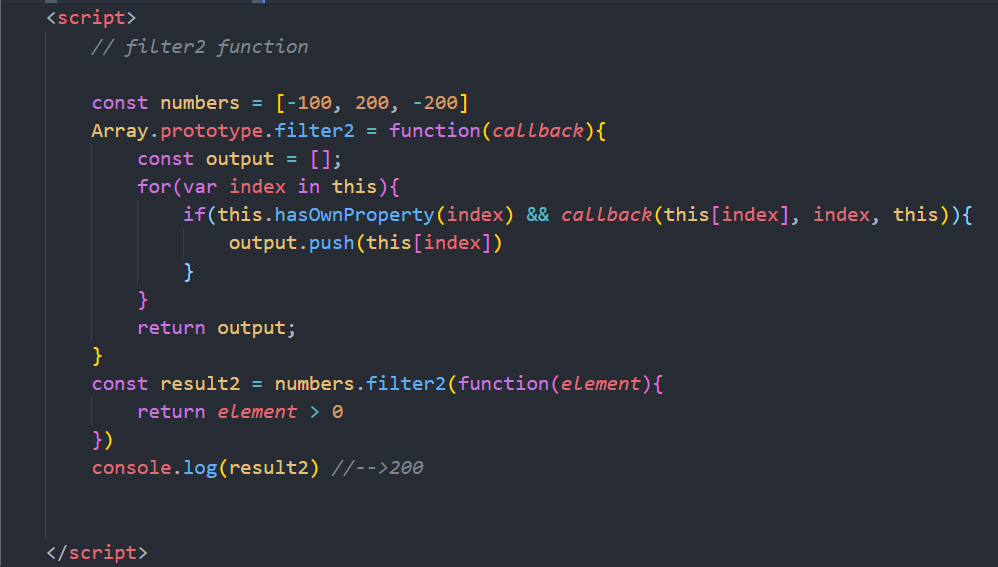 <script>
// filter2 function
const numbers = [-100, 200, -200]
Array.prototype.filter2 = function(callback){
const output = [];
for(var index in this){
if(this.hasOwnProperty(index) && callback(this[index], index, this)){
output.push(this[index])
}
}
return output;
}
const result2 = numbers.filter2(function(element){
return element > 0
})
console.log(result2) //-->200
</script>